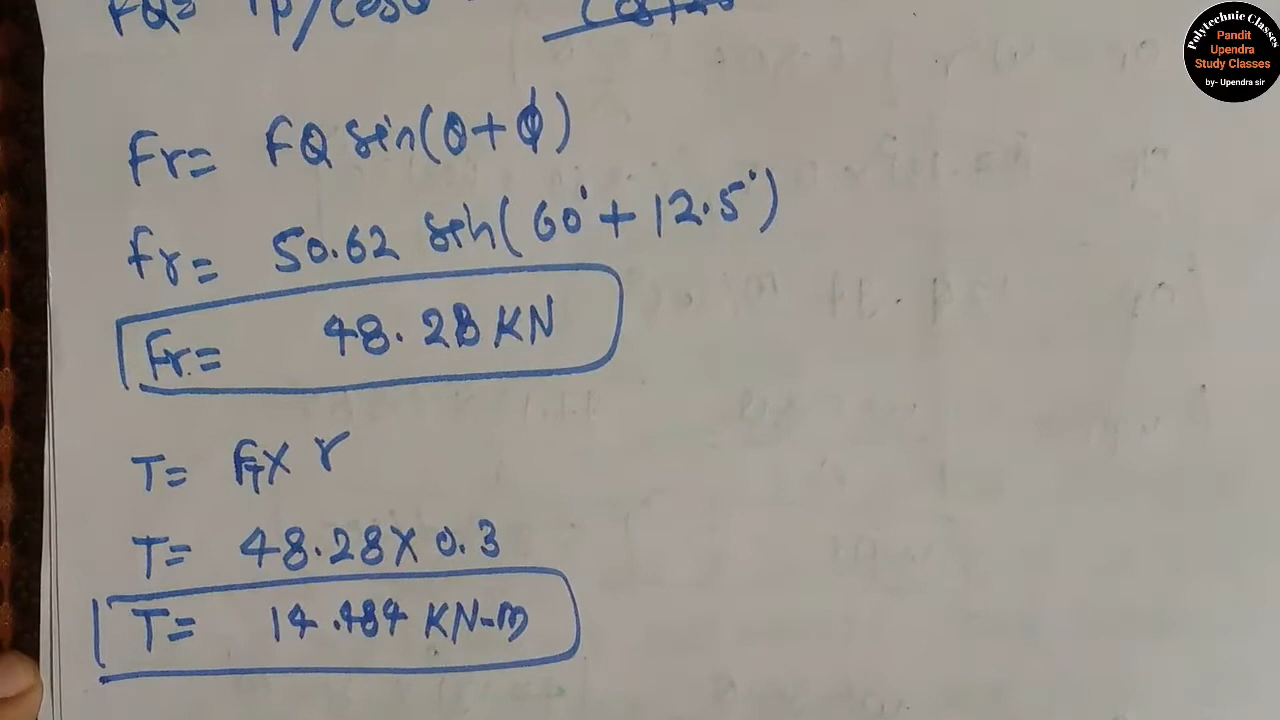 FQ= FP/cosθ
Polytechnic Classes
Pandit
Upendra
Study Classes
by- Upendra sir
Fr= FQ sin(θ+ϕ)
Fr= 50.62 sin(60°+12.5°)
Fr= 48.28 KN
T= FT× r
T= 48.28×0.3
T= 14.484 KN-m